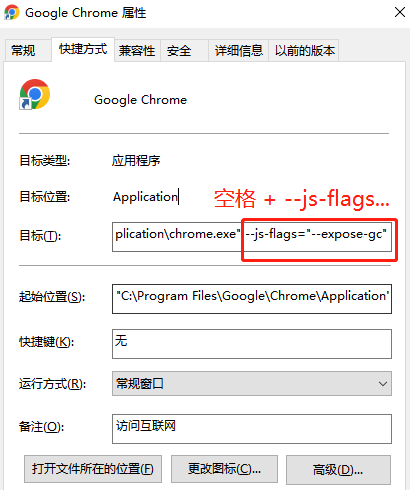 Google Chrome 属性
常规 快捷方式 兼容性 安全 详细信息 以前的版本
Google Chrome
目标类型: 应用程序
目标位置: Application
空格 + --js-flags...
目标(T): plication\chrome.exe" --js-flags="--expose-gc"
起始位置(S): "C:\Program Files\Google\Chrome\Application"
快捷键(K): 无
运行方式(R): 常规窗口
备注(O): 访问互联网
打开文件所在的位置(F) 更改图标(C)... 高级(D)...